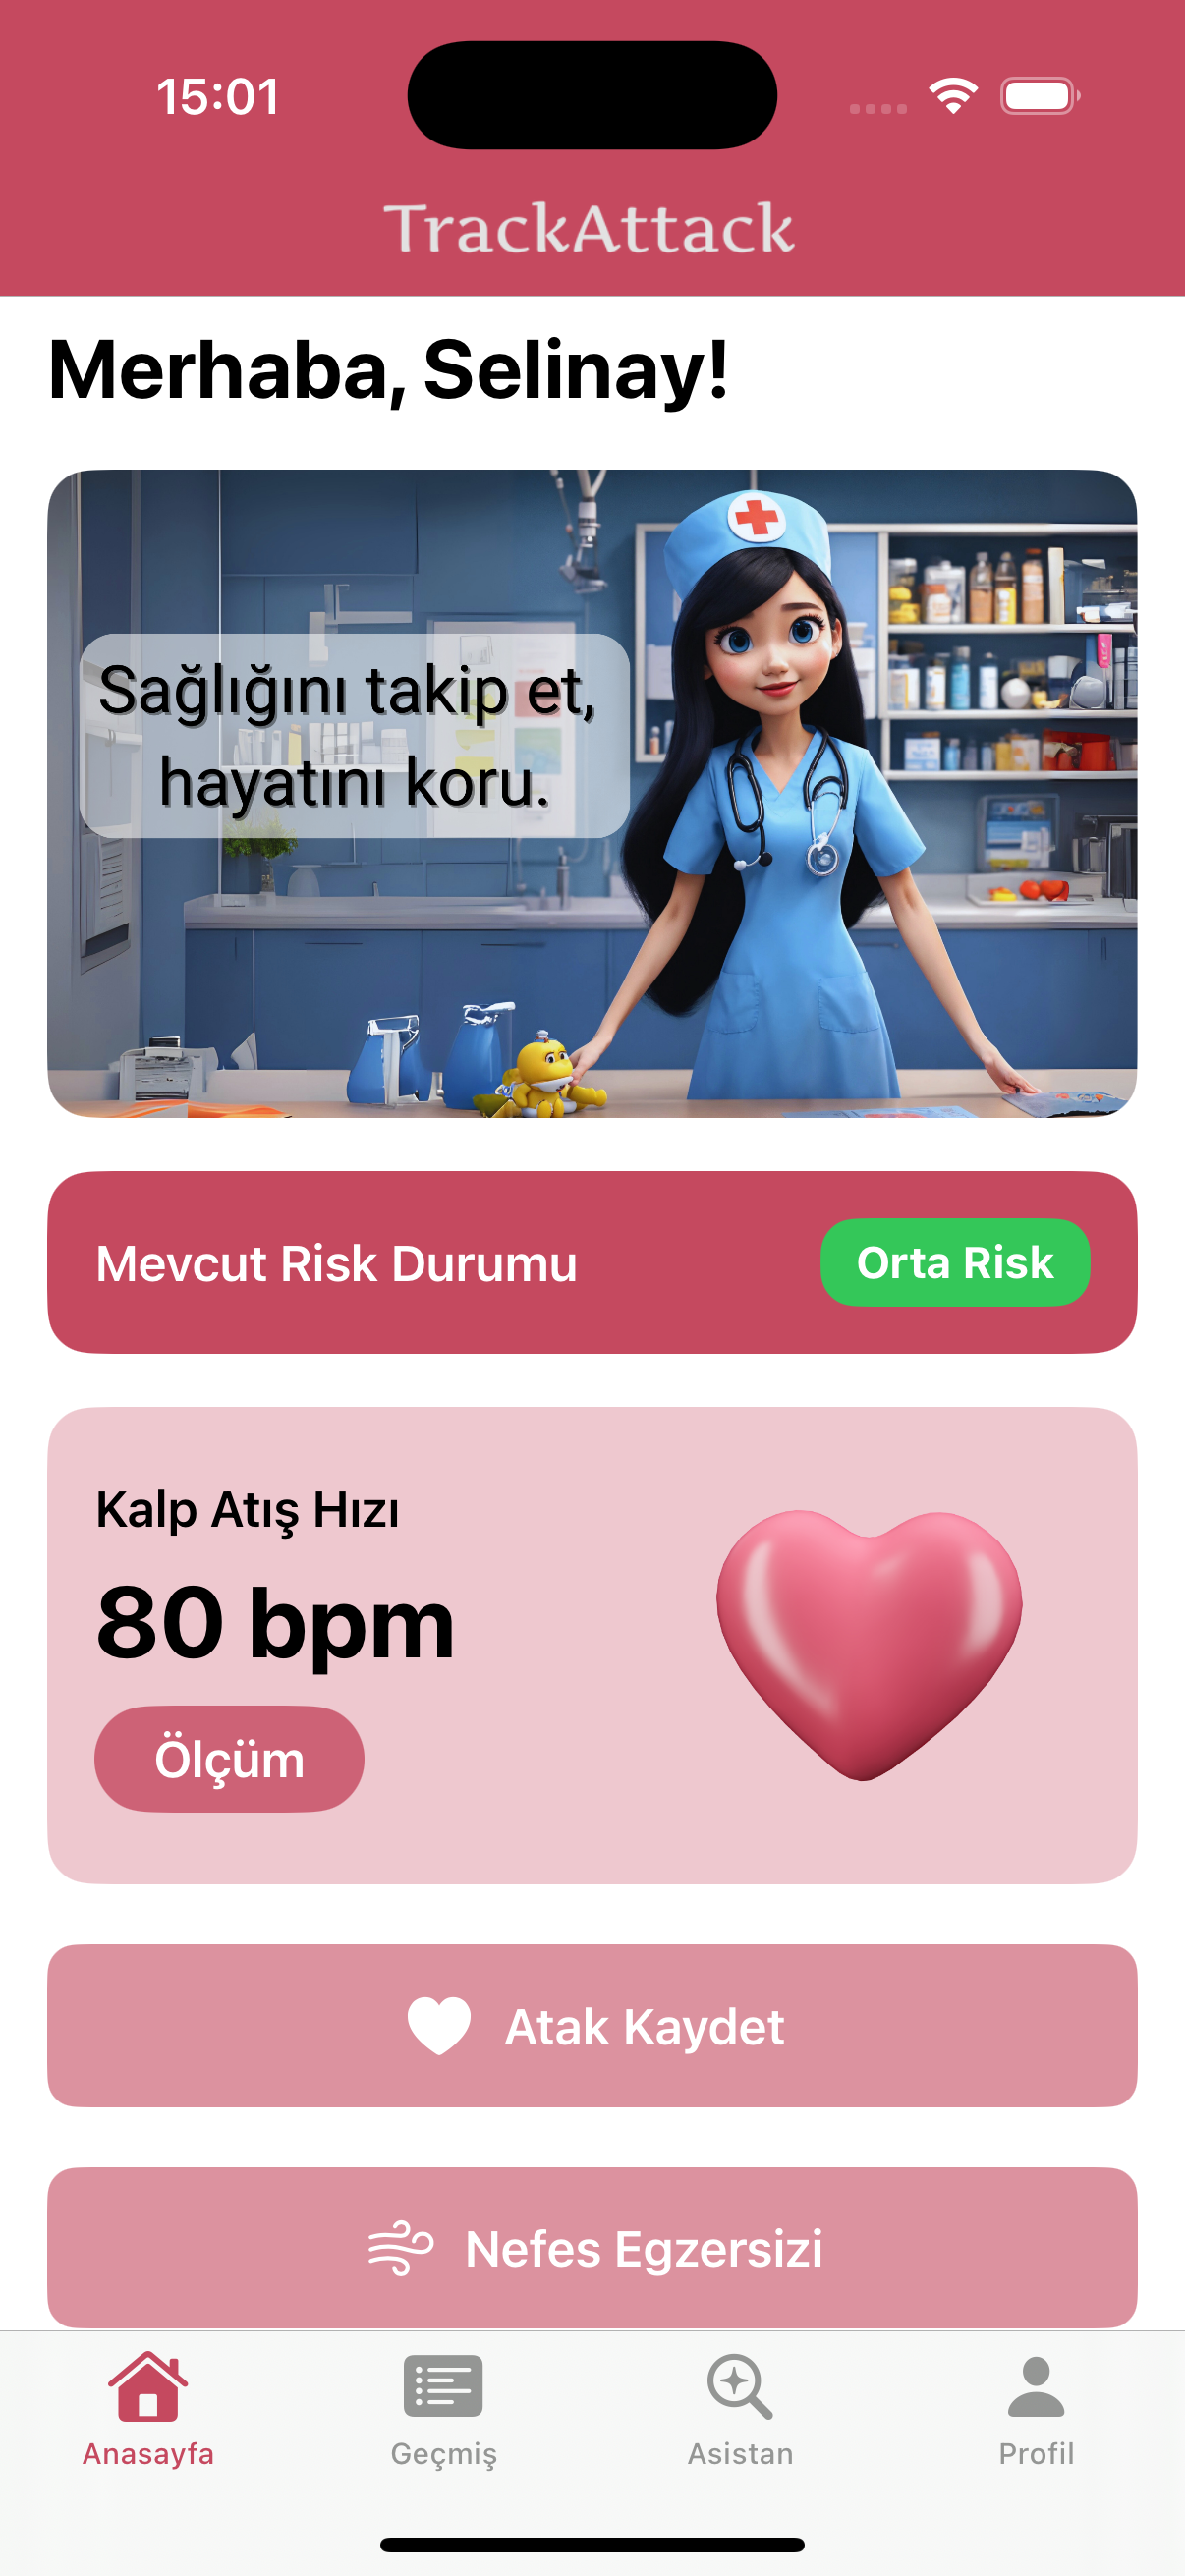 15:01
TrackAttack
Merhaba, Selinay!
Sağlığını takip et,
hayatını koru.
Mevcut Risk Durumu
Orta Risk
Kalp Atış Hızı
80 bpm
Ölçüm
Atak Kaydet
Nefes Egzersizi
Anasayfa
Geçmiş
Asistan
Profil